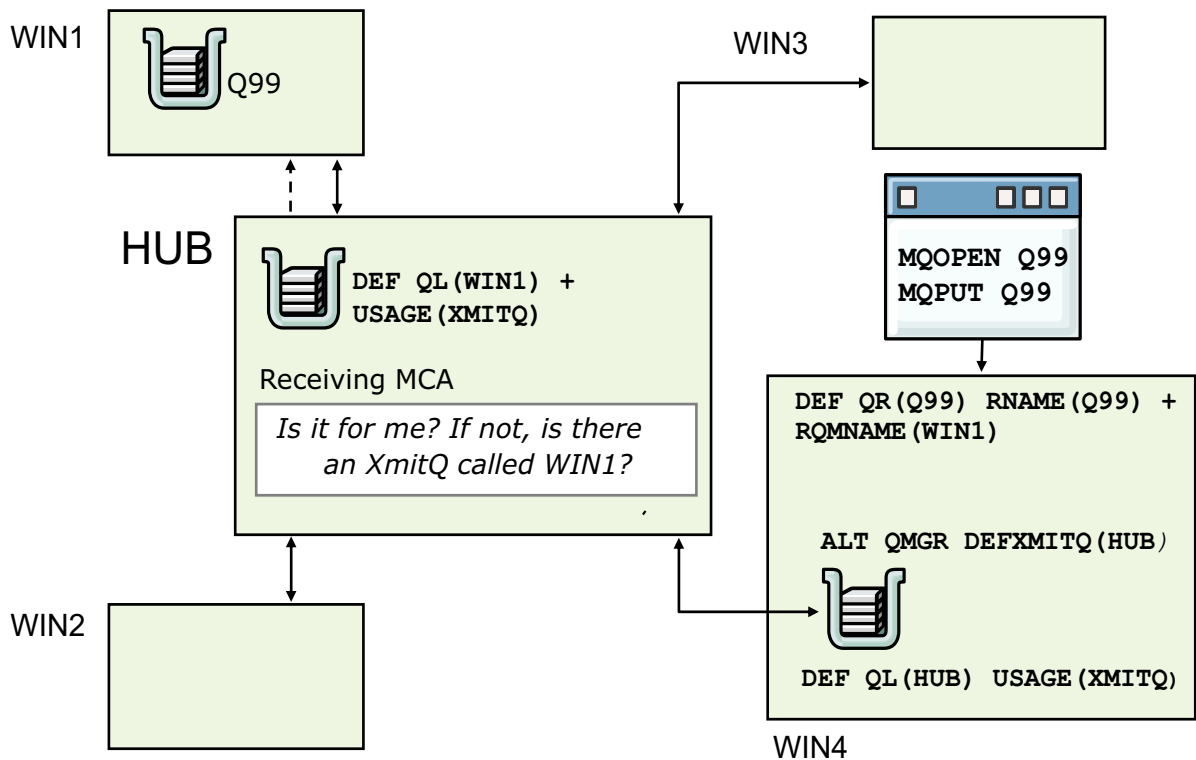 WIN1
Q99
WIN3
HUB
DEF QL(WIN1) +
USAGE(XMITQ)
Receiving MCA
Is it for me? If not, is there
an XmitQ called WIN1?
MQOPEN Q99
MQPUT Q99
DEF QR(Q99) RNAME(Q99) +
RQMNAME(WIN1)
ALT QMGR DEFXMITQ(HUB)
DEF QL(HUB) USAGE(XMITQ)
WIN2
WIN4